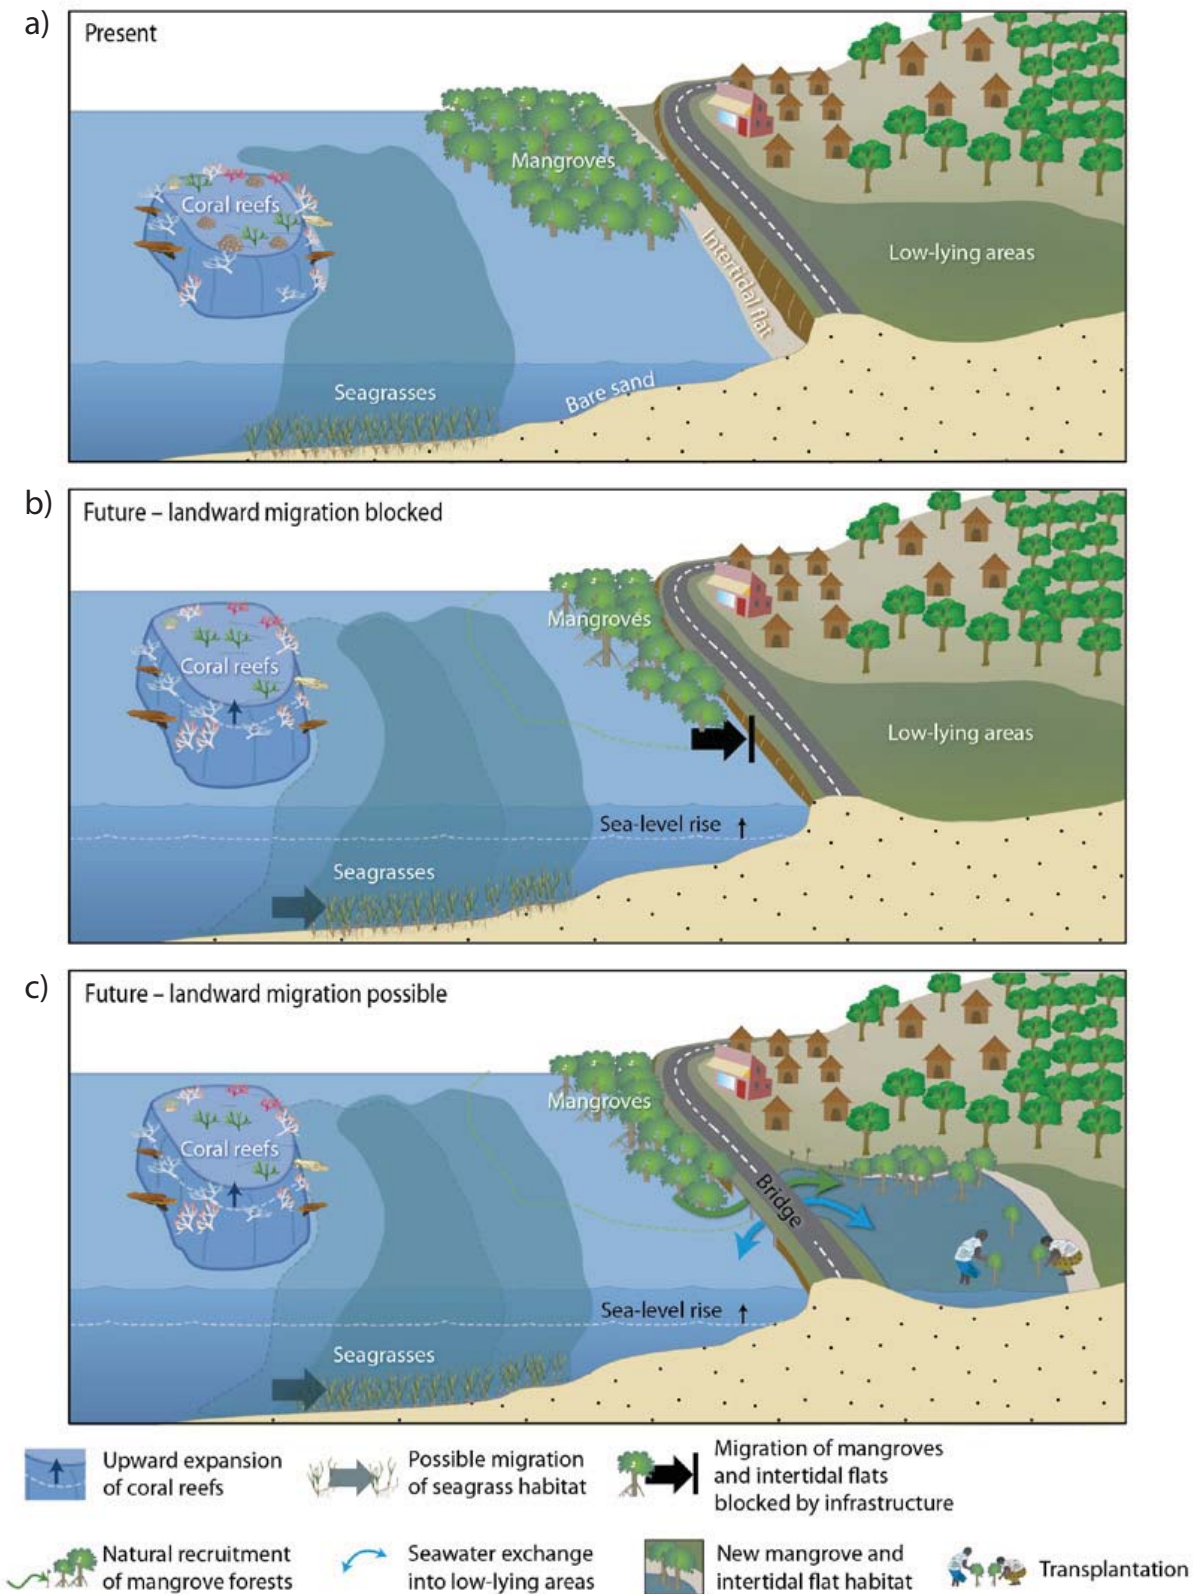 a)
Present
Mangroves
Coral reefs
Low-lying areas
Intertidal flat
Seagrasses
Bare sand
b)
Future – landward migration blocked
Mangroves
Coral reefs
Low-lying areas
Sea-level rise
Seagrasses
c)
Future – landward migration possible
Mangroves
Coral reefs
Bridge
Sea-level rise
Seagrasses
Upward expansion
of coral reefs
Possible migration
of seagrass habitat
Migration of mangroves
and intertidal flats
blocked by infrastructure
Natural recruitment
of mangrove forests
Seawater exchange
into low-lying areas
New mangrove and
intertidal flat habitat
Transplantation